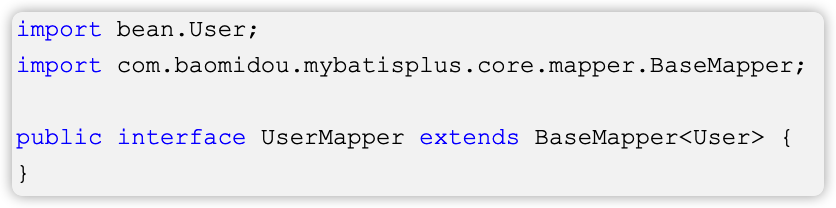 import bean.User;
import com.baomidou.mybatisplus.core.mapper.BaseMapper;
public interface UserMapper extends BaseMapper<User> {
}